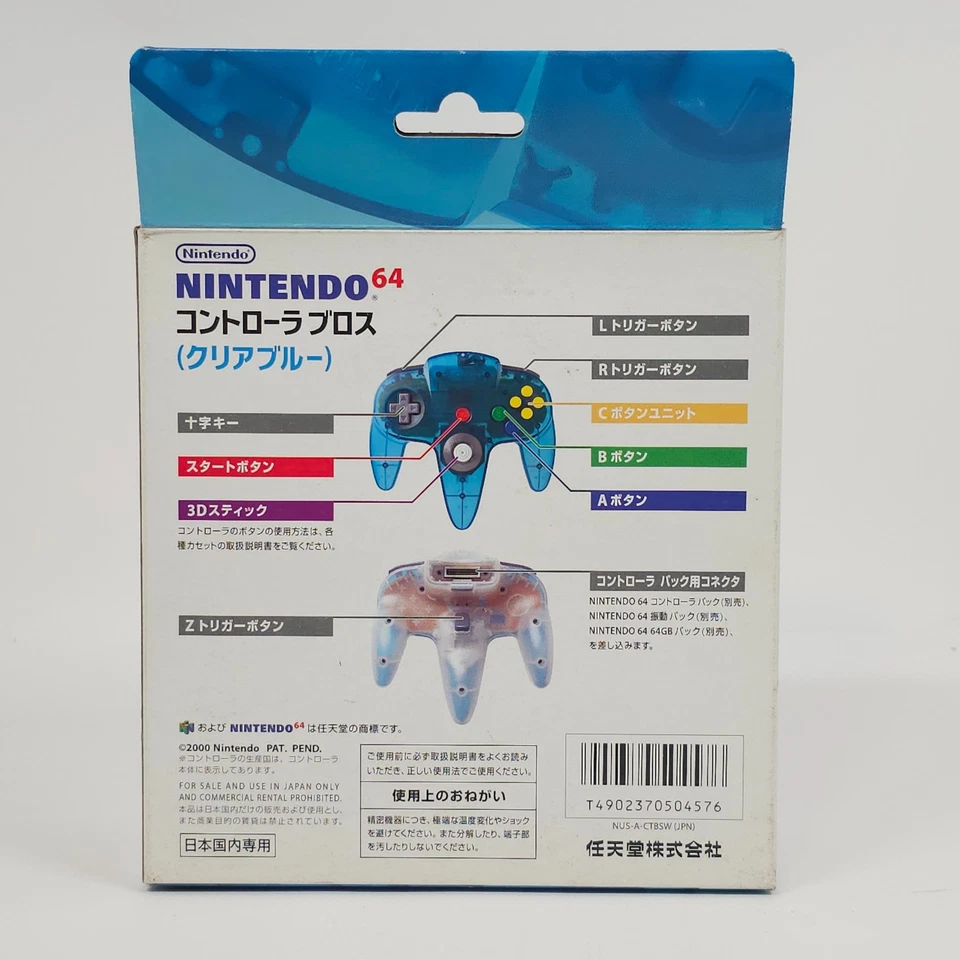 Nintendo
NINTENDO64
コントローラ ブロス
(クリアブルー)
Lトリガーボタン
Rトリガーボタン
Cボタンユニット
Bボタン
Aボタン
十字キー
スタートボタン
3Dスティック
コントローラのボタンの使用方法は、各
種カセットの取扱説明書をご覧ください。
Zトリガーボタン
コントローラ パック用コネクタ
NINTENDO 64 コントローラパック(別売)、
NINTENDO 64 振動パック(別売)、
NINTENDO 64 64GBパック(別売)、
を差し込みます。
および NINTENDO64 は任天堂の商標です。
©2000 Nintendo PAT. PEND.
※コントローラの生産国は、コントローラ
本体に表示してあります。
FOR SALE AND USE IN JAPAN ONLY
AND COMMERCIAL RENTAL PROHIBITED.
本品は日本国内だけの販売および使用とし、
また商業目的の賃貸は禁止されています。
日本国内専用
ご使用前に必ず取扱説明書をよくお読み
いただき、正しい使用法でご使用ください。
使用上のおねがい
精密機器につき、極端な温度変化やショック
を避けてください。また分解したり、端子部
を汚したりしないでください。
T4902370504576
NUS-A-CTBSW (JPN)
任天堂株式会社